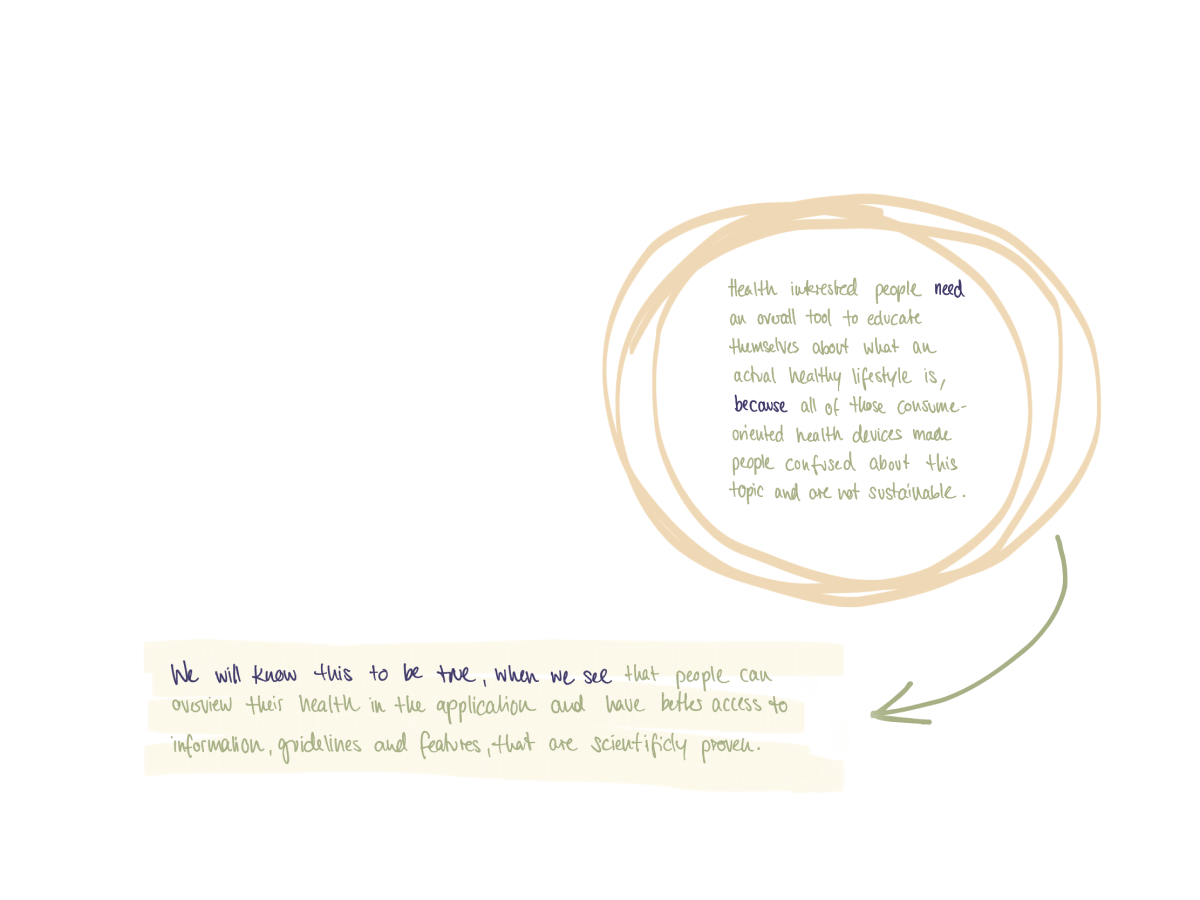 Health interested people need
an overall tool to educate
themselves about what an
actual healthy lifestyle is,
because all of those consume-
oriented health devices made
people confused about this
topic and are not sustainable.
We will know this to be true, when we see that people can
overview their health in the application and have better access to
information, guidelines and features, that are scientificly proven.